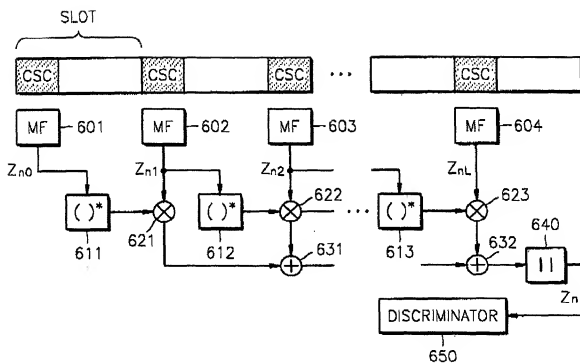 SLOT
CSC CSC CSC ... CSC
MF 601 MF 602 MF 603 MF 604
Zn0 Zn1 Zn2 ZnL
( )* ( )* 622 ... ( )* 623 640
611 621 612 631 613 632 | |
Zn
DISCRIMINATOR
650